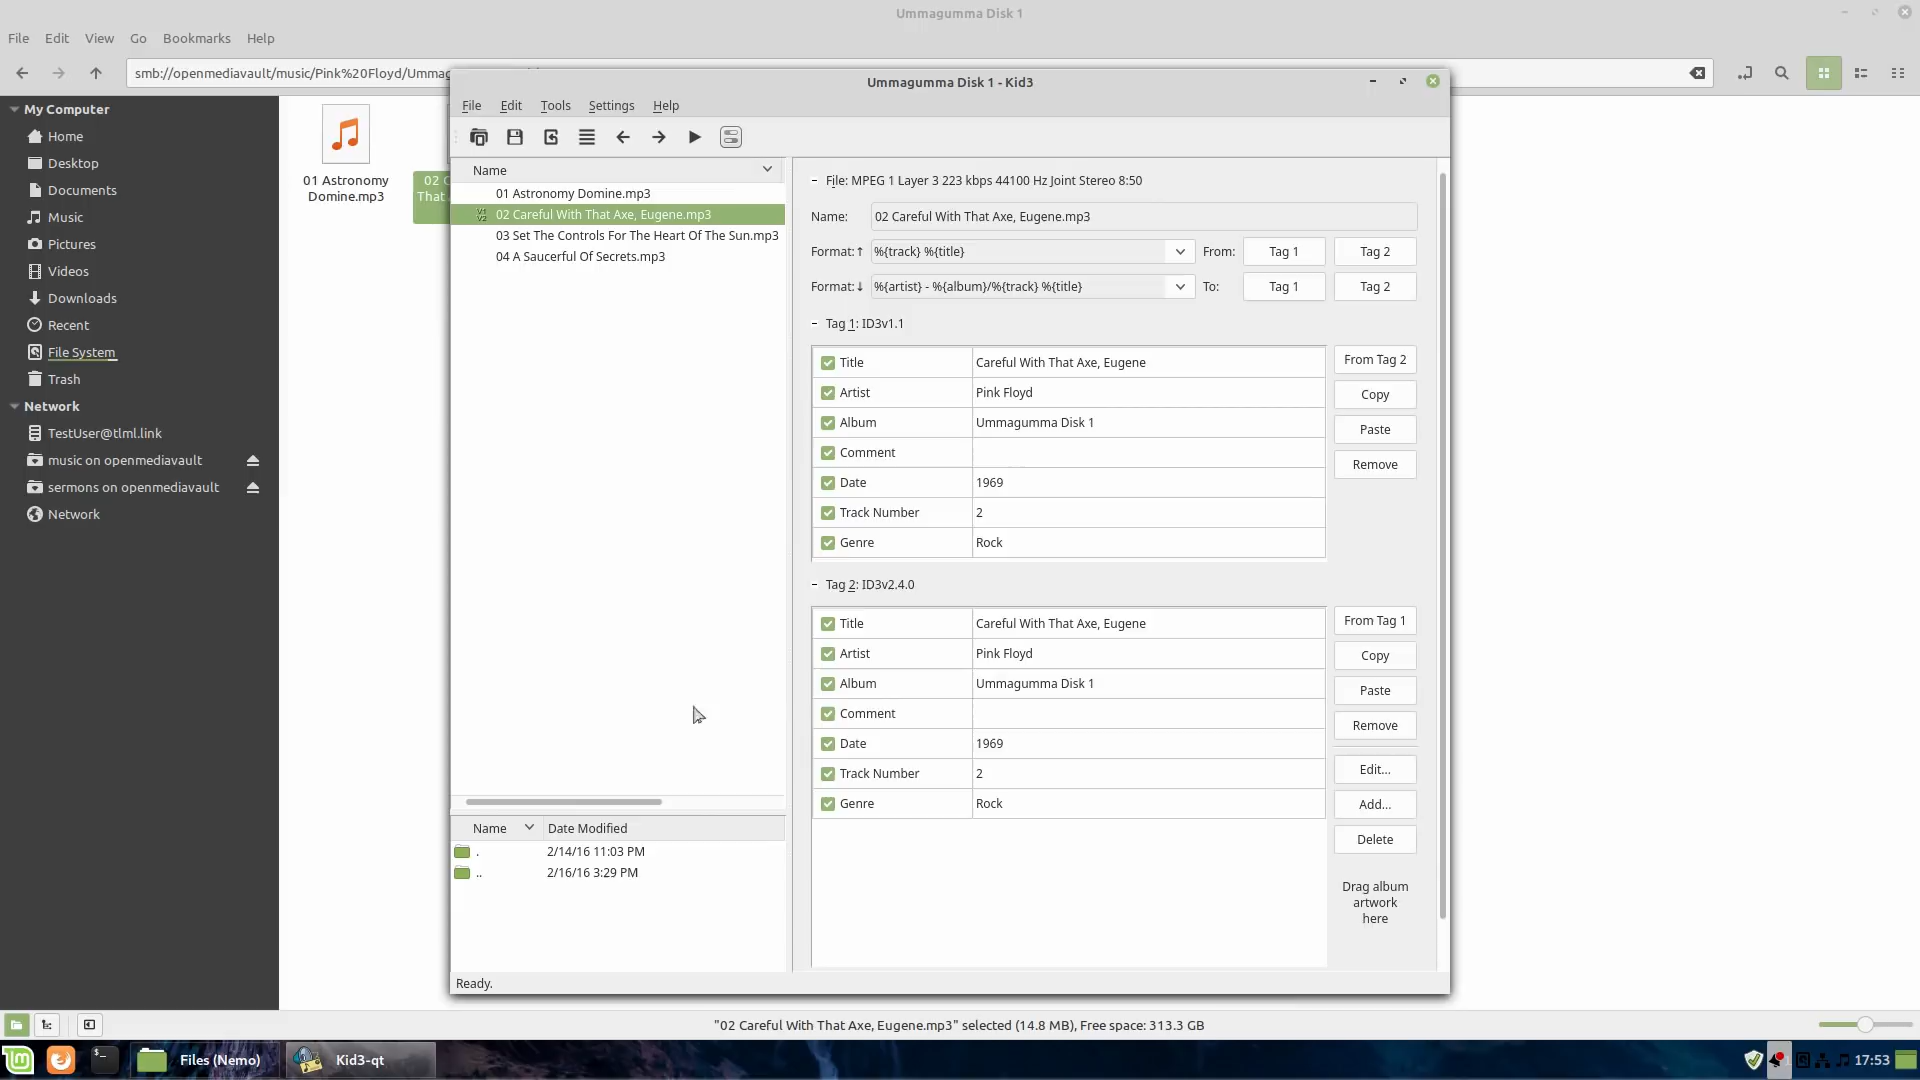 Ummagumma Disk 1
File Edit View Go Bookmarks Help
smb://openmediavault/music/Pink%20Floyd/Ummag
My Computer
Home
Desktop
Documents
Music
Pictures
Videos
Downloads
Recent
File System
Trash
Network
TestUser@tlml.link
music on openmediavault
sermons on openmediavault
Network
01 Astronomy
Domine.mp3
02 C
That
Ummagumma Disk 1 - Kid3
File Edit Tools Settings Help
Name
01 Astronomy Domine.mp3
02 Careful With That Axe, Eugene.mp3
03 Set The Controls For The Heart Of The Sun.mp3
04 A Saucerful Of Secrets.mp3
Name Date Modified
. 2/14/16 11:03 PM
.. 2/16/16 3:29 PM
File: MPEG 1 Layer 3 223 kbps 44100 Hz Joint Stereo 8:50
Name: 02 Careful With That Axe, Eugene.mp3
Format:↑ %{track} %{title} From: Tag 1 Tag 2
Format:↓ %{artist} - %{album}/%{track} %{title} To: Tag 1 Tag 2
Tag 1: ID3v1.1
Title Careful With That Axe, Eugene
Artist Pink Floyd
Album Ummagumma Disk 1
Comment
Date 1969
Track Number 2
Genre Rock
From Tag 2
Copy
Paste
Remove
Tag 2: ID3v2.4.0
Title Careful With That Axe, Eugene
Artist Pink Floyd
Album Ummagumma Disk 1
Comment
Date 1969
Track Number 2
Genre Rock
From Tag 1
Copy
Paste
Remove
Edit...
Add...
Delete
Drag album
artwork
here
Ready.
"02 Careful With That Axe, Eugene.mp3" selected (14.8 MB), Free space: 313.3 GB
Files (Nemo) Kid3-qt 17:53